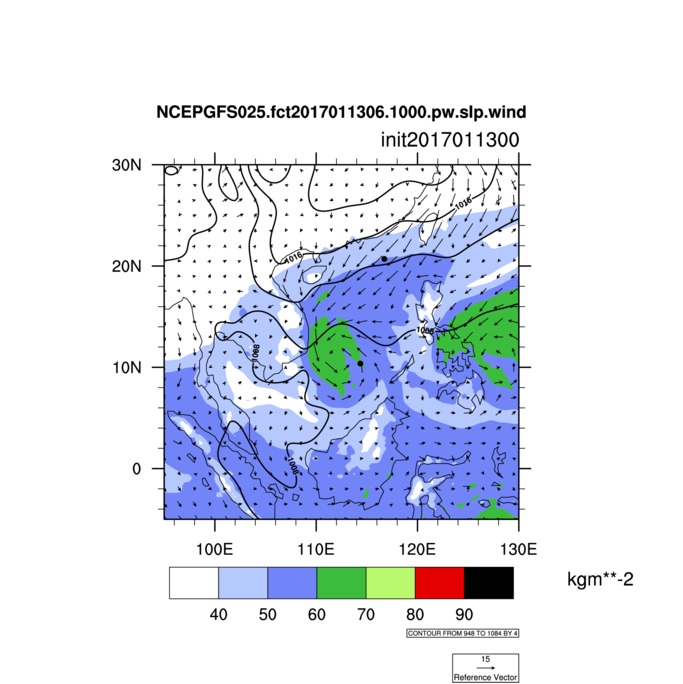 NCEPGFS025.fct2017011306.1000.pw.slp.wind
init2017011300
30N
1016
1016
20N
1008
1008
10N
1008
0
100E 110E 120E 130E
kgm**-2
40 50 60 70 80 90
CONTOUR FROM 948 TO 1084 BY 4
15
Reference Vector